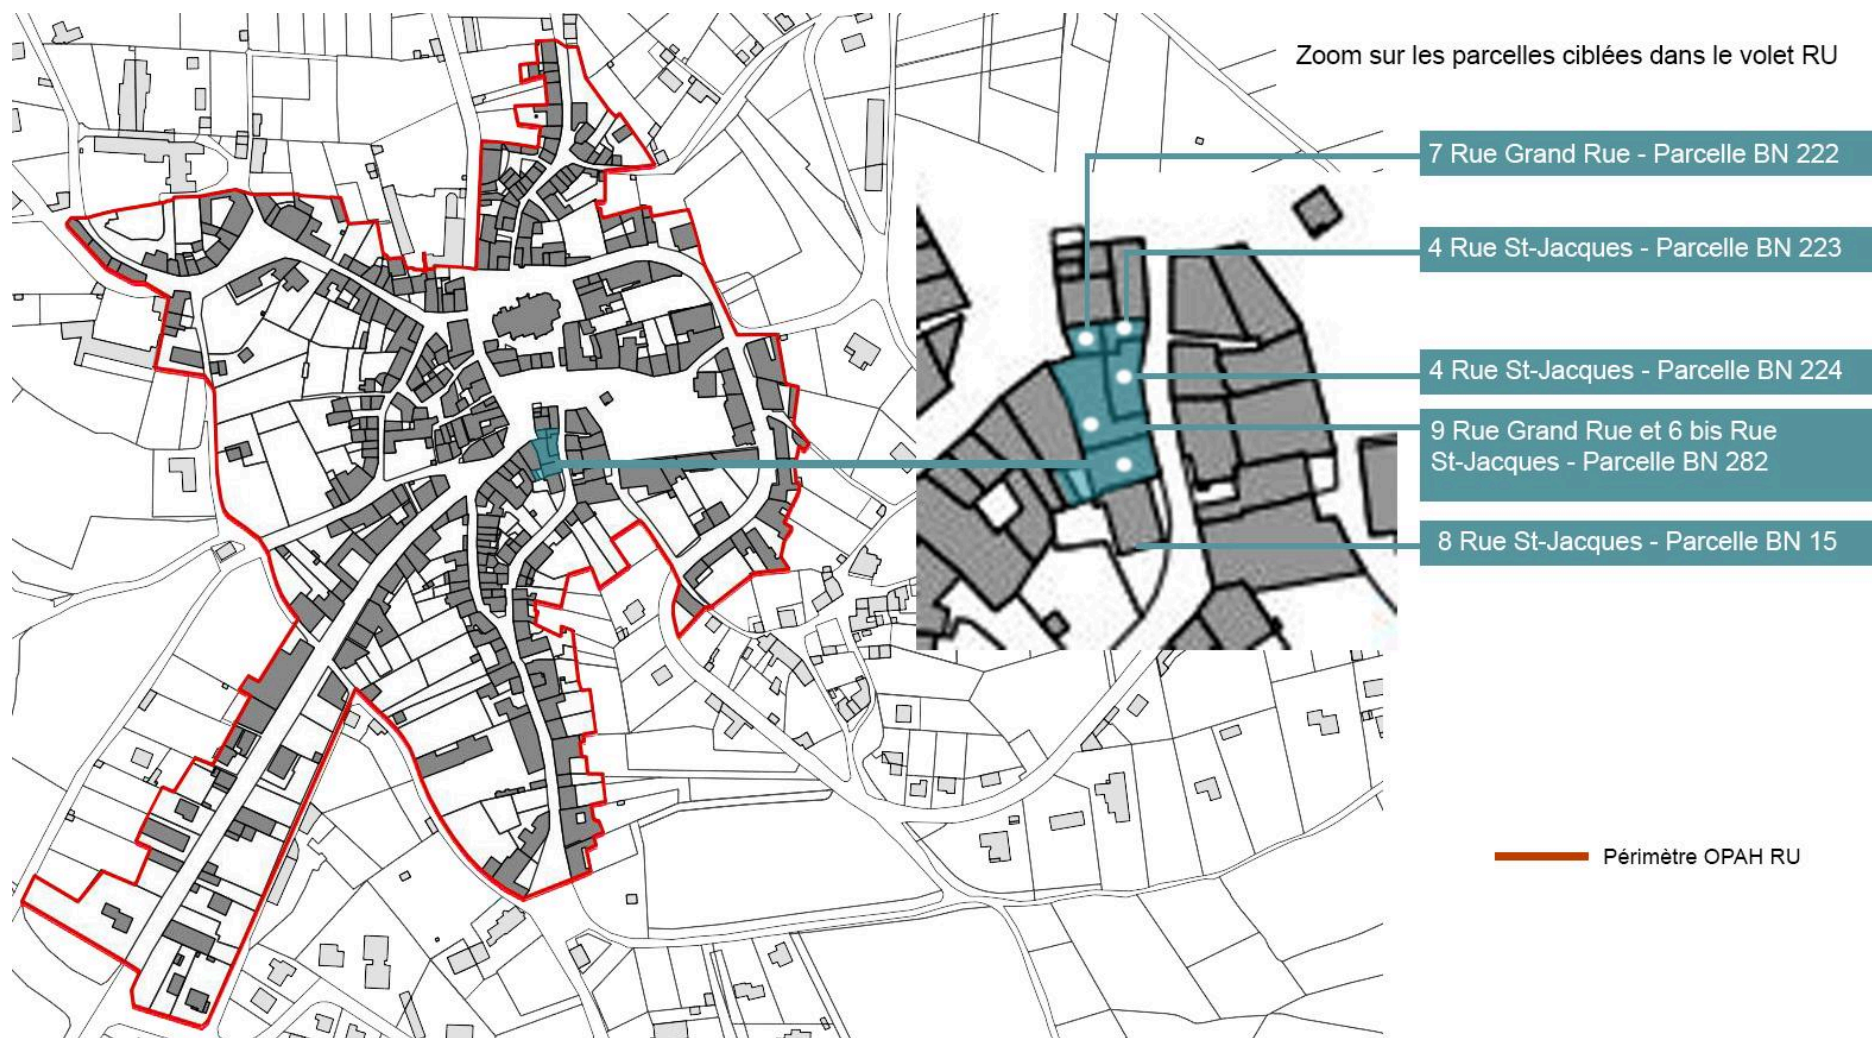 Zoom sur les parcelles ciblées dans le volet RU
7 Rue Grand Rue - Parcelle BN 222
4 Rue St-Jacques - Parcelle BN 223
4 Rue St-Jacques - Parcelle BN 224
9 Rue Grand Rue et 6 bis Rue
St-Jacques - Parcelle BN 282
8 Rue St-Jacques - Parcelle BN 15
Périmètre OPAH RU